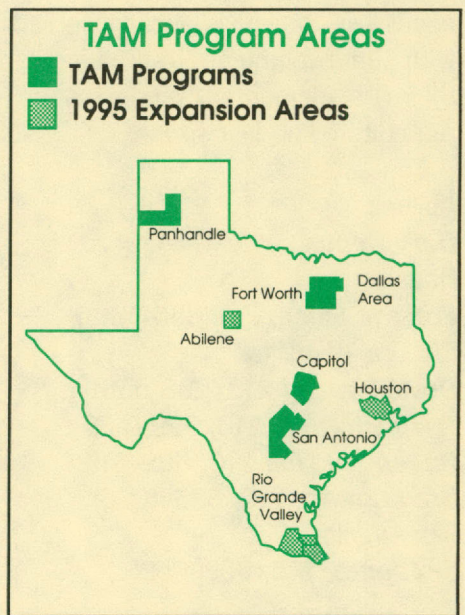 TAM Program Areas
TAM Programs
1995 Expansion Areas
Panhandle
Fort Worth
Dallas
Area
Abilene
Capitol
Houston
San Antonio
Rio
Grande
Valley